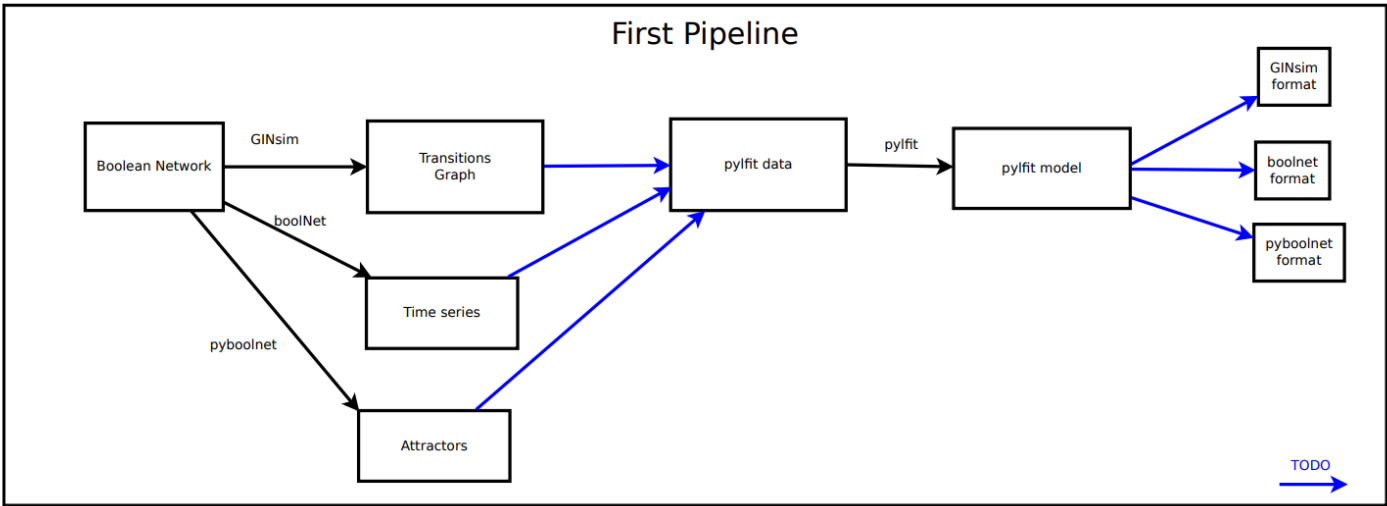 First Pipeline
GINsim
format
GINsim
Boolean Network
Transitions
Graph
pylfit data
pylfit
pylfit model
boolnet
format
boolNet
pyboolnet
format
Time series
pyboolnet
Attractors
TODO